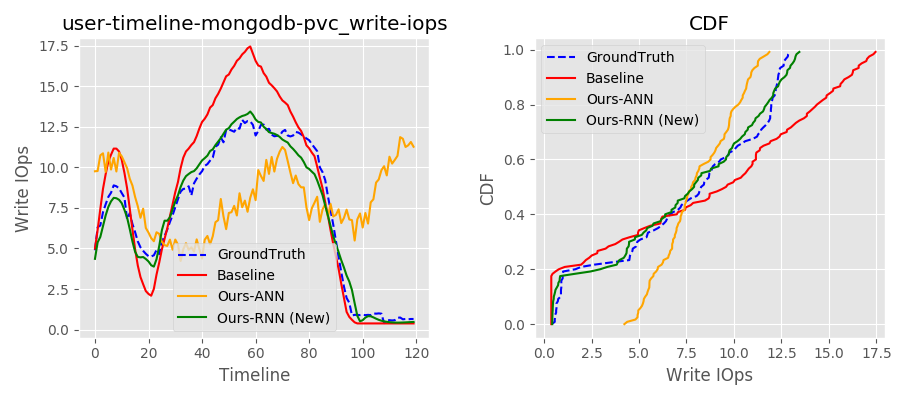 user-timeline-mongodb-pvc_write-iops
17.5
15.0
12.5
10.0
7.5
5.0
2.5
0.0
Write IOps
0 20 40 60 80 100 120
Timeline
GroundTruth
Baseline
Ours-ANN
Ours-RNN (New)
CDF
1.0
0.8
0.6
0.4
0.2
0.0
CDF
0.0 2.5 5.0 7.5 10.0 12.5 15.0 17.5
Write IOps
GroundTruth
Baseline
Ours-ANN
Ours-RNN (New)